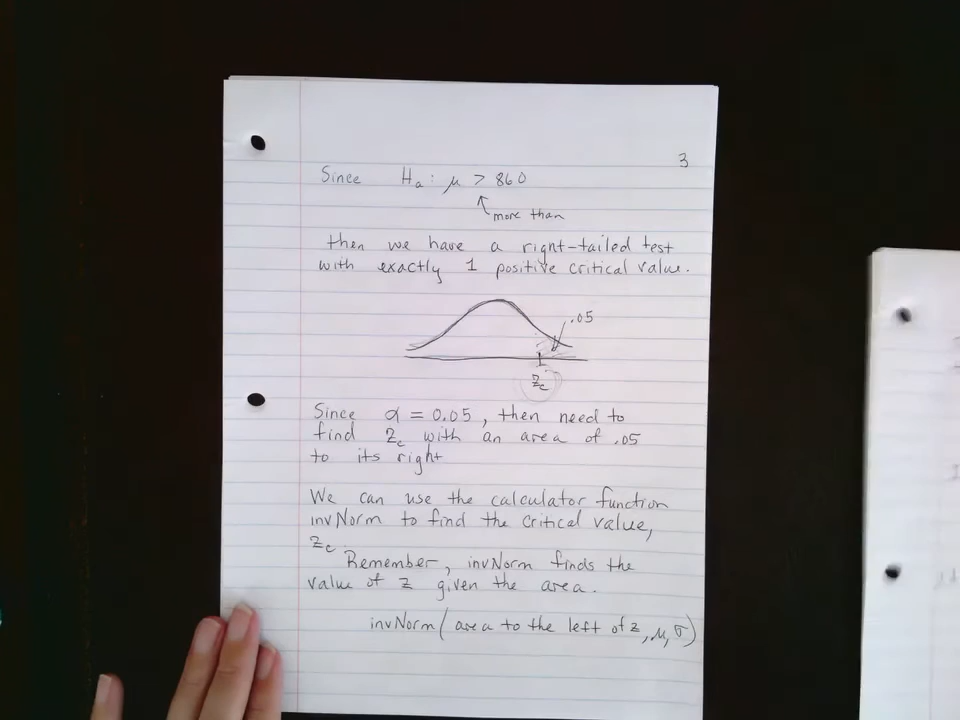 3
Since Ha: μ > 860
more than
then we have a right-tailed test
with exactly 1 positive critical value.
.05
Zc
Since α = 0.05, then need to
find Zc with an area of .05
to its right
We can use the calculator function
invNorm to find the critical value,
Zc.
Remember, invNorm finds the
value of z given the area.
invNorm(area to the left of z, μ, σ)